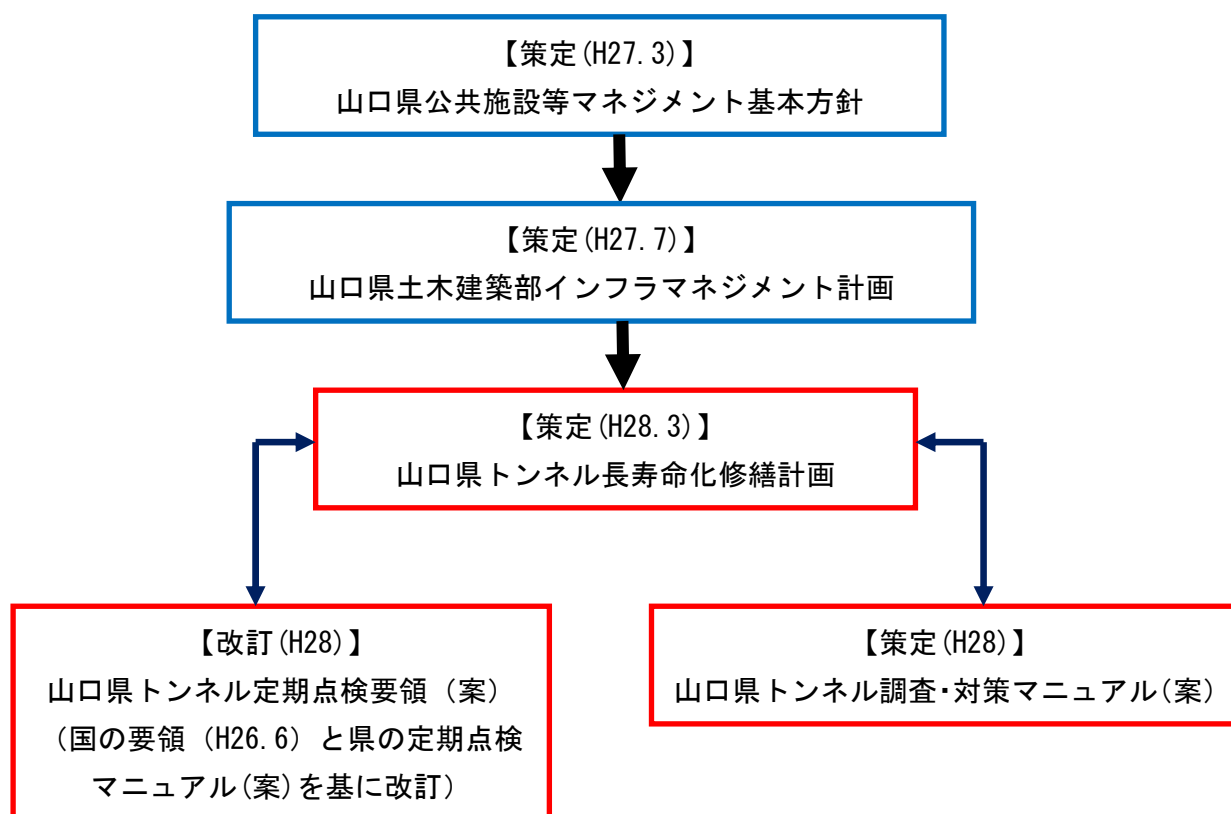 【策定(H27.3)】
山口県公共施設等マネジメント基本方針
【策定(H27.7)】
山口県土木建築部インフラマネジメント計画
【策定(H28.3)】
山口県トンネル長寿命化修繕計画
【改訂(H28)】
山口県トンネル定期点検要領（案）
（国の要領（H26.6）と県の定期点検
マニュアル(案)を基に改訂）
【策定(H28)】
山口県トンネル調査・対策マニュアル(案)